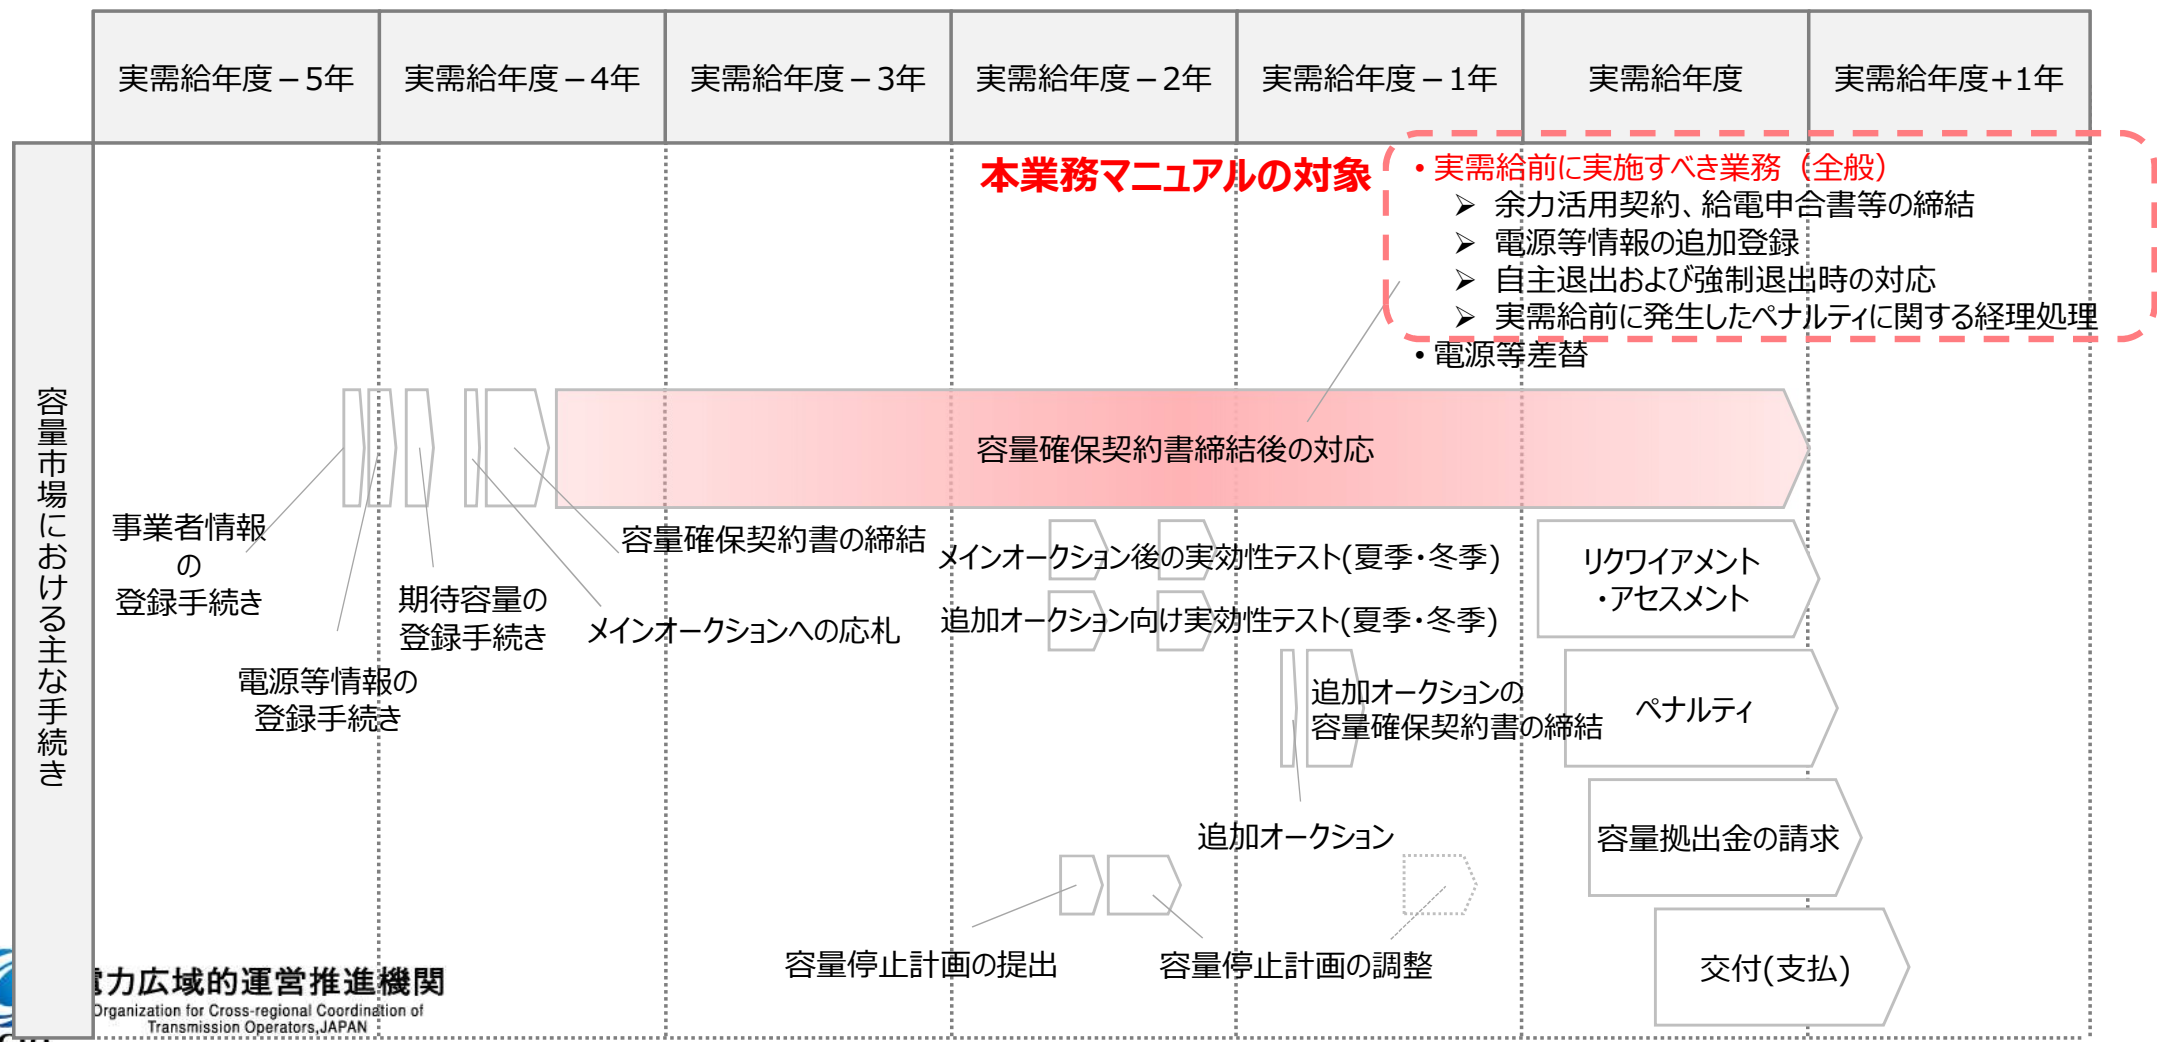 実需給年度－5年
実需給年度－4年
実需給年度－3年
実需給年度－2年
実需給年度－1年
実需給年度
実需給年度+1年
容量市場における主な手続き
本業務マニュアルの対象
・実需給前に実施すべき業務（全般）
➢ 余力活用契約、給電申合書等の締結
➢ 電源等情報の追加登録
➢ 自主退出および強制退出時の対応
➢ 実需給前に発生したペナルティに関する経理処理
・電源等差替
容量確保契約書締結後の対応
事業者情報
の
登録手続き
電源等情報の
登録手続き
期待容量の
登録手続き
メインオークションへの応札
容量確保契約書の締結
メインオークション後の実効性テスト(夏季・冬季)
追加オークション向け実効性テスト(夏季・冬季)
追加オークションの
容量確保契約書の締結
追加オークション
容量停止計画の提出
容量停止計画の調整
リクワイアメント
・アセスメント
ペナルティ
容量拠出金の請求
交付(支払)
力広域的運営推進機関
Organization for Cross-regional Coordination of
Transmission Operators,JAPAN